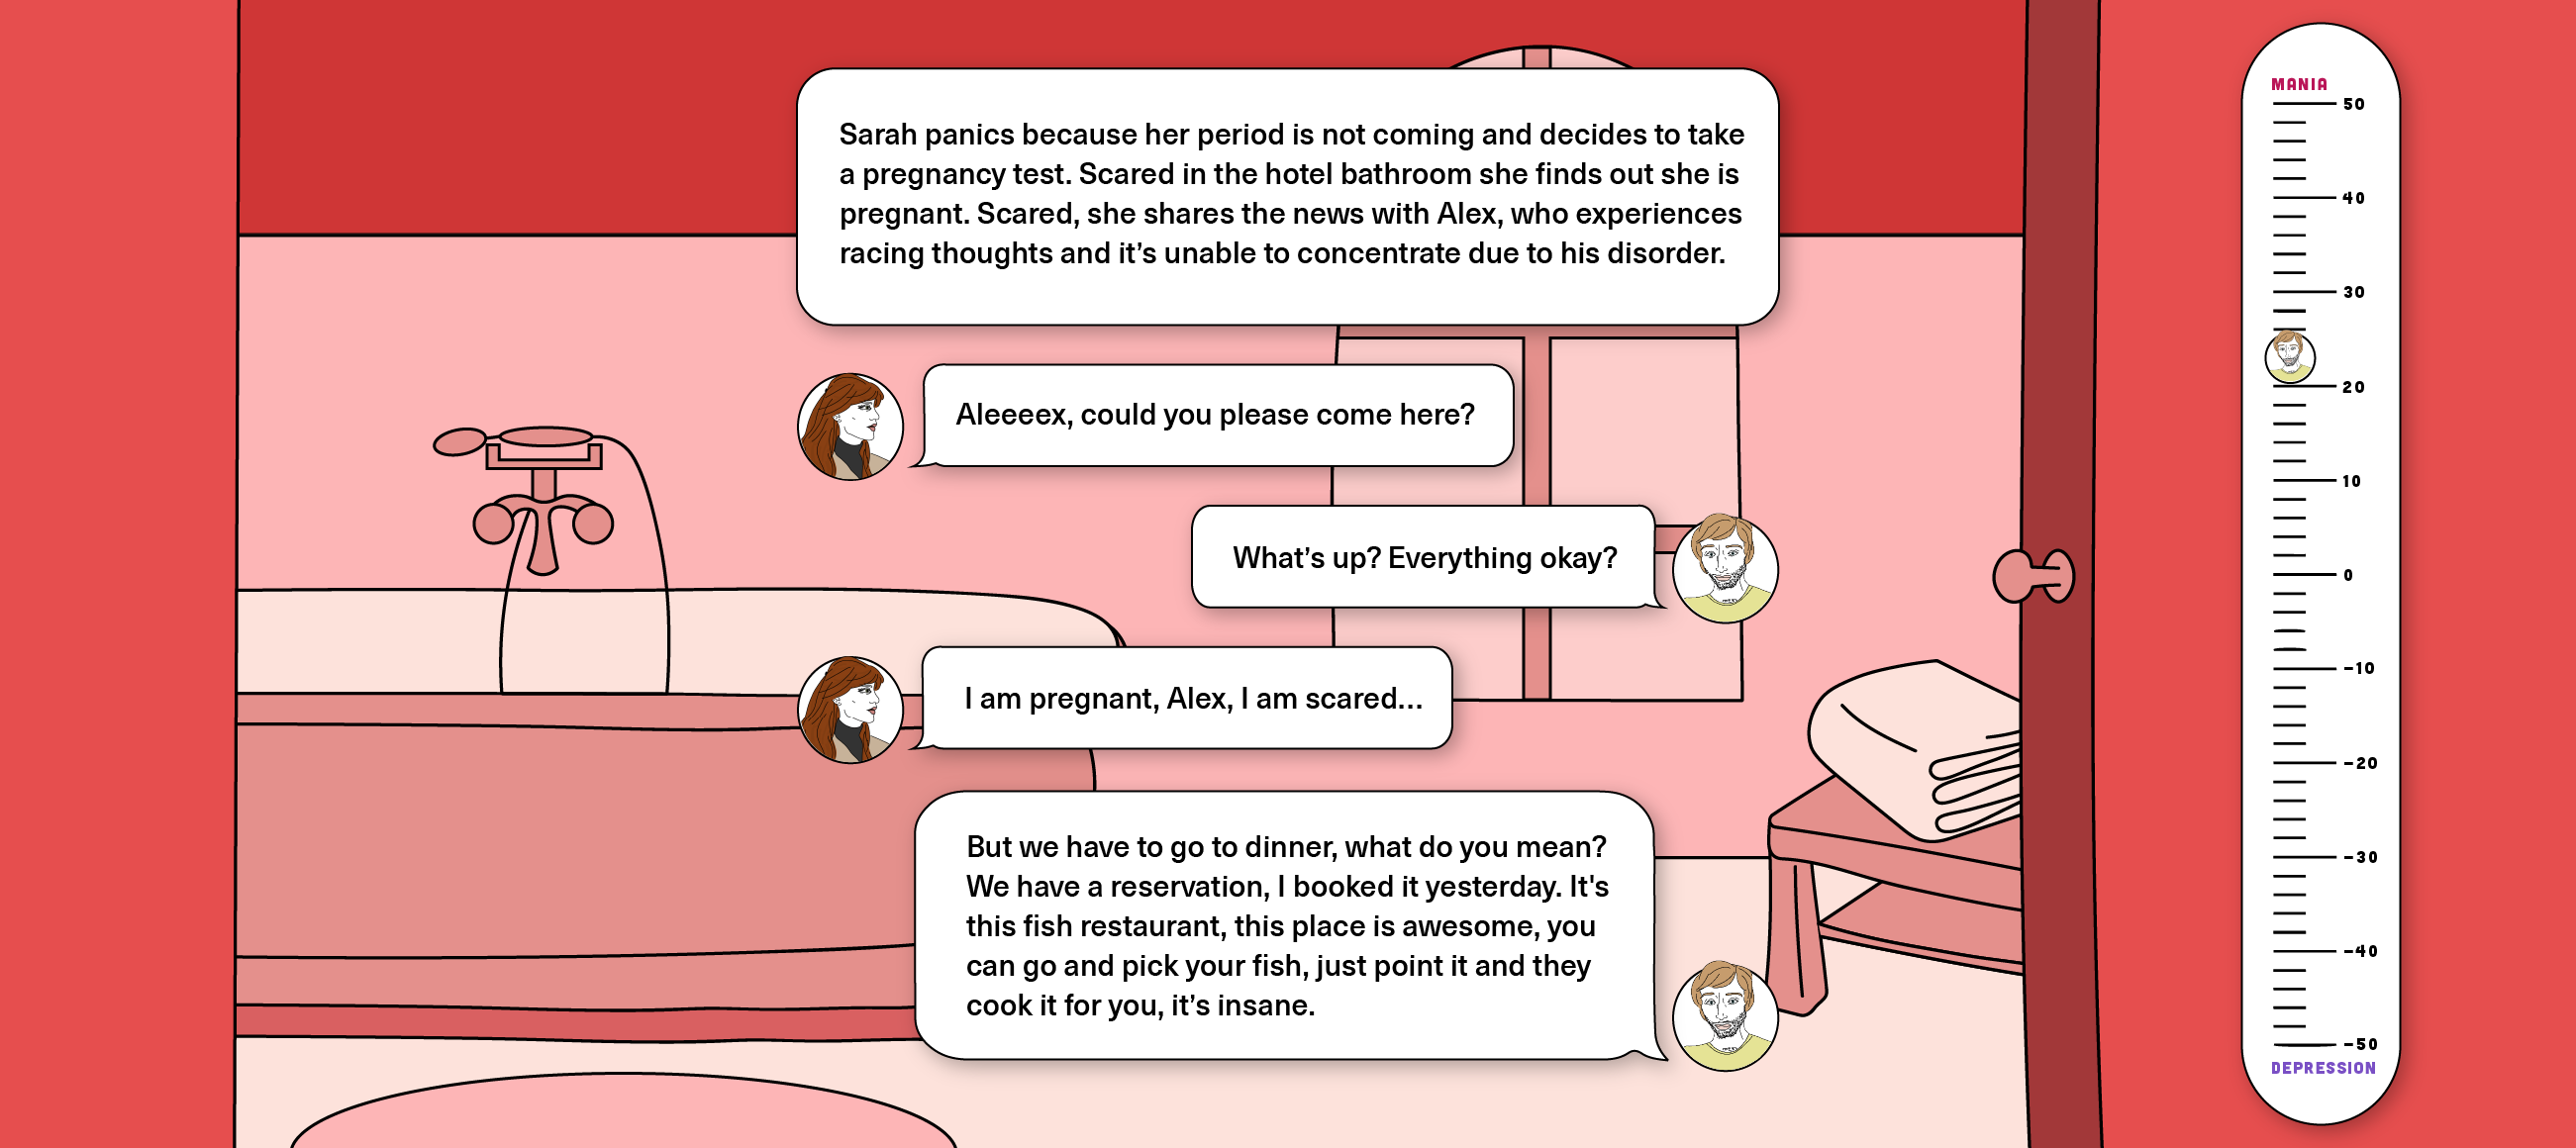 Sarah panics because her period is not coming and decides to take
a pregnancy test. Scared in the hotel bathroom she finds out she is
pregnant. Scared, she shares the news with Alex, who experiences
racing thoughts and it’s unable to concentrate due to his disorder.
Aleeeex, could you please come here?
What’s up? Everything okay?
I am pregnant, Alex, I am scared...
But we have to go to dinner, what do you mean?
We have a reservation, I booked it yesterday. It's
this fish restaurant, this place is awesome, you
can go and pick your fish, just point it and they
cook it for you, it’s insane.
MANIA
50
40
30
20
10
0
-10
-20
-30
-40
-50
DEPRESSION